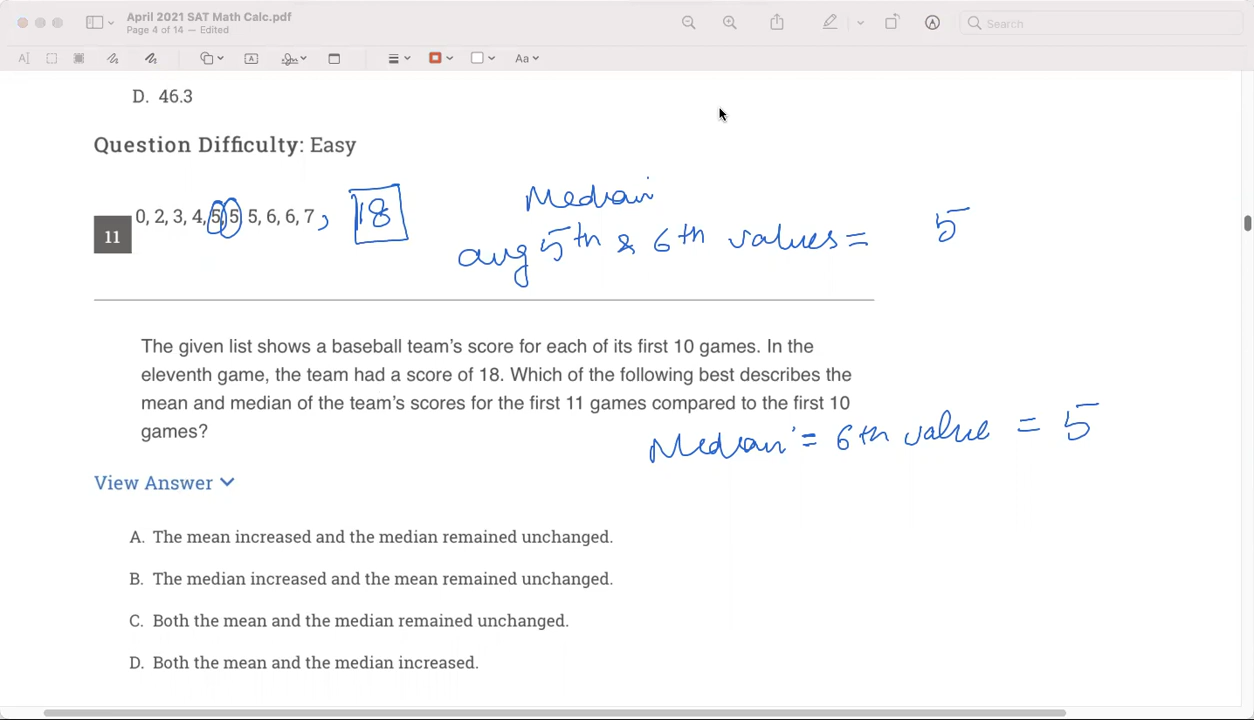 April 2021 SAT Math Calc.pdf
Page 4 of 14 — Edited
Search
D. 46.3
Question Difficulty: Easy
0, 2, 3, 4, 5, 5, 5, 6, 6, 7, 18
Median
avg 5th & 6th values = 5
11
The given list shows a baseball team's score for each of its first 10 games. In the
eleventh game, the team had a score of 18. Which of the following best describes the
mean and median of the team's scores for the first 11 games compared to the first 10
games?
Median' = 6th value = 5
View Answer
A. The mean increased and the median remained unchanged.
B. The median increased and the mean remained unchanged.
C. Both the mean and the median remained unchanged.
D. Both the mean and the median increased.